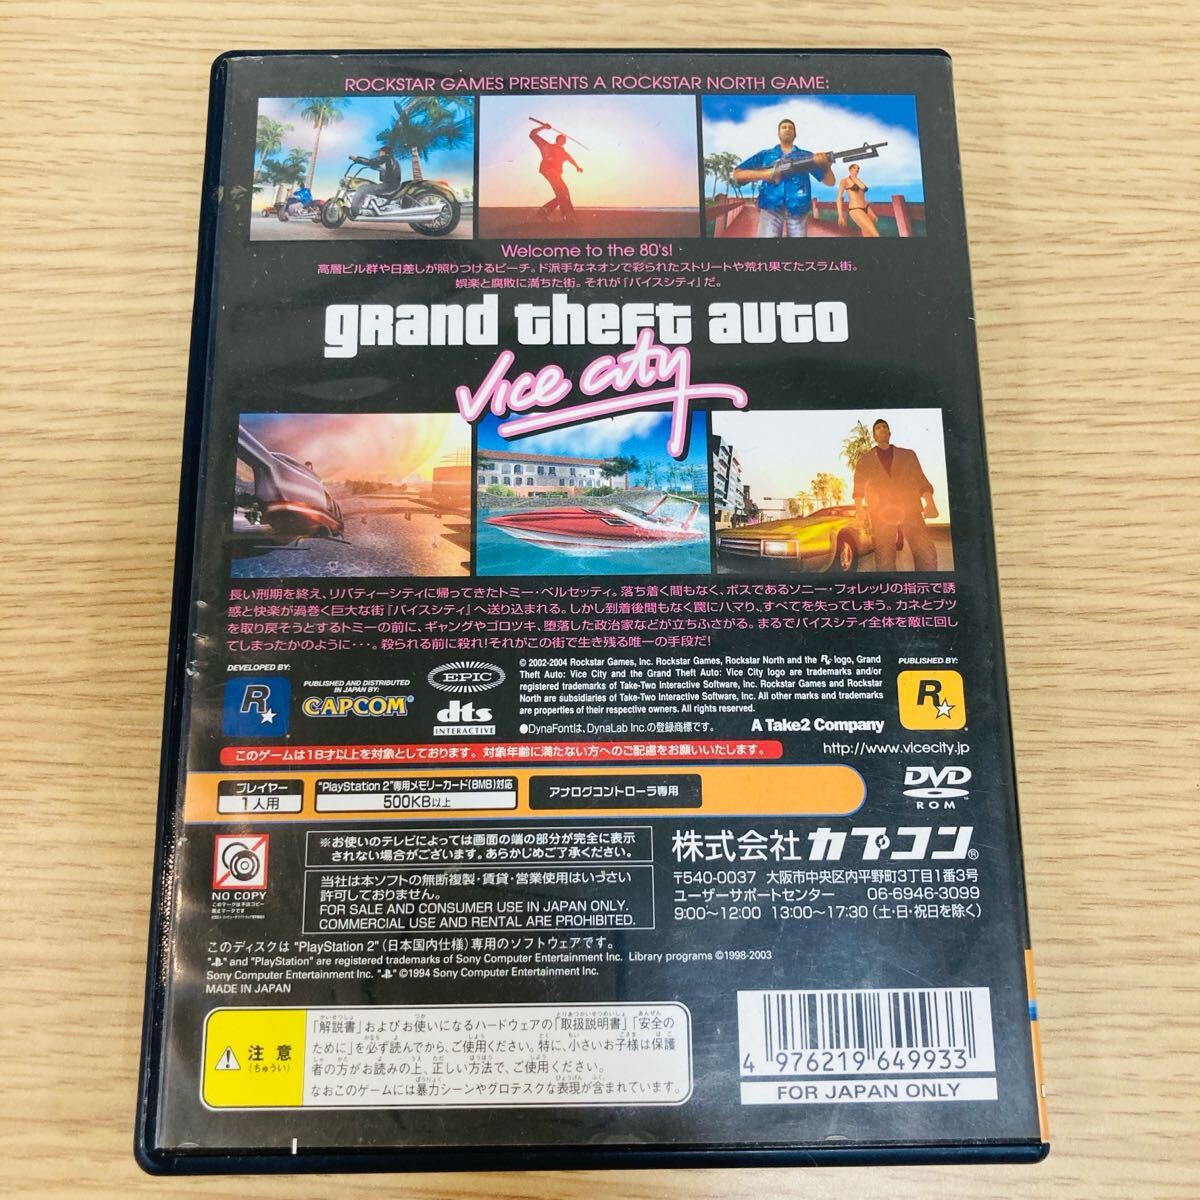 ROCKSTAR GAMES PRESENTS A ROCKSTAR NORTH GAME:
Welcome to the 80's!
高層ビル群や日差しが照りつけるビーチ。ド派手なネオンで彩られたストリートや荒れ果てたスラム街。
娯楽と腐敗に満ちた街。それが『バイスシティ』だ。
grand theft auto
Vice City
長い刑期を終え、リバティーシティに帰ってきたトミー・ベルセッティ。落ち着く間もなく、ボスであるソニー・フォレッリの指示で誘
惑と快楽が渦巻く巨大な街『バイスシティ』へ送り込まれる。しかし到着後間もなく罠にハマり、すべてを失ってしまう。カネとブツ
を取り戻そうとするトミーの前に、ギャングやゴロツキ、堕落した政治家などが立ちふさがる。まるでバイスシティ全体を敵に回し
てしまったかのように・・・。殺られる前に殺れ!それがこの街で生き残る唯一の手段だ!
DEVELOPED BY:
R
PUBLISHED AND DISTRIBUTED
IN JAPAN BY:
CAPCOM
EPIC
dts
INTERACTIVE
© 2002-2004 Rockstar Games, Inc. Rockstar Games, Rockstar North and the R logo, Grand
Theft Auto: Vice City and the Grand Theft Auto: Vice City logo are trademarks and/or
registered trademarks of Take-Two Interactive Software, Inc. Rockstar Games and Rockstar
North are subsidiaries of Take-Two Interactive Software, Inc. All other marks and trademarks
are properties of their respective owners. All rights reserved.
●DynaFontは、DynaLab Inc.の登録商標です。
A Take2 Company
PUBLISHED BY:
R
このゲームは18才以上を対象としております。対象年齢に満たない方へのご配慮をお願いいたします。
http://www.vicecity.jp
プレイヤー
1人用
"PlayStation 2"専用メモリーカード(8MB)対応
500KB以上
アナログコントローラ専用
DVD
ROM
NO COPY
このマークは不法コピー
禁止マークです
※お使いのテレビによっては画面の端の部分が完全に表示
されない場合がございます。あらかじめご了承ください。
当社は本ソフトの無断複製・賃貸・営業使用はいっさい
許可しておりません。
FOR SALE AND CONSUMER USE IN JAPAN ONLY.
COMMERCIAL USE AND RENTAL ARE PROHIBITED.
株式会社カプコン®
〒540-0037 大阪市中央区内平野町3丁目1番3号
ユーザーサポートセンター 06-6946-3099
9:00～12:00 13:00～17:30 (土・日・祝日を除く)
このディスクは "PlayStation 2"(日本国内仕様)専用のソフトウェアです。
" " and "PlayStation" are registered trademarks of Sony Computer Entertainment Inc. Library programs ©1998-2003
Sony Computer Entertainment Inc. " " ©1994 Sony Computer Entertainment Inc.
MADE IN JAPAN
注意
(ちゅうい)
「解説書」およびお使いになるハードウェアの「取扱説明書」「安全の
ために」を必ず読んでから、ご使用ください。特に、小さいお子様は保護
者の方がお読みの上、正しい方法で、ご使用ください。
なおこのゲームには暴力シーンやグロテスクな表現が含まれています。
4 976219 649933
FOR JAPAN ONLY